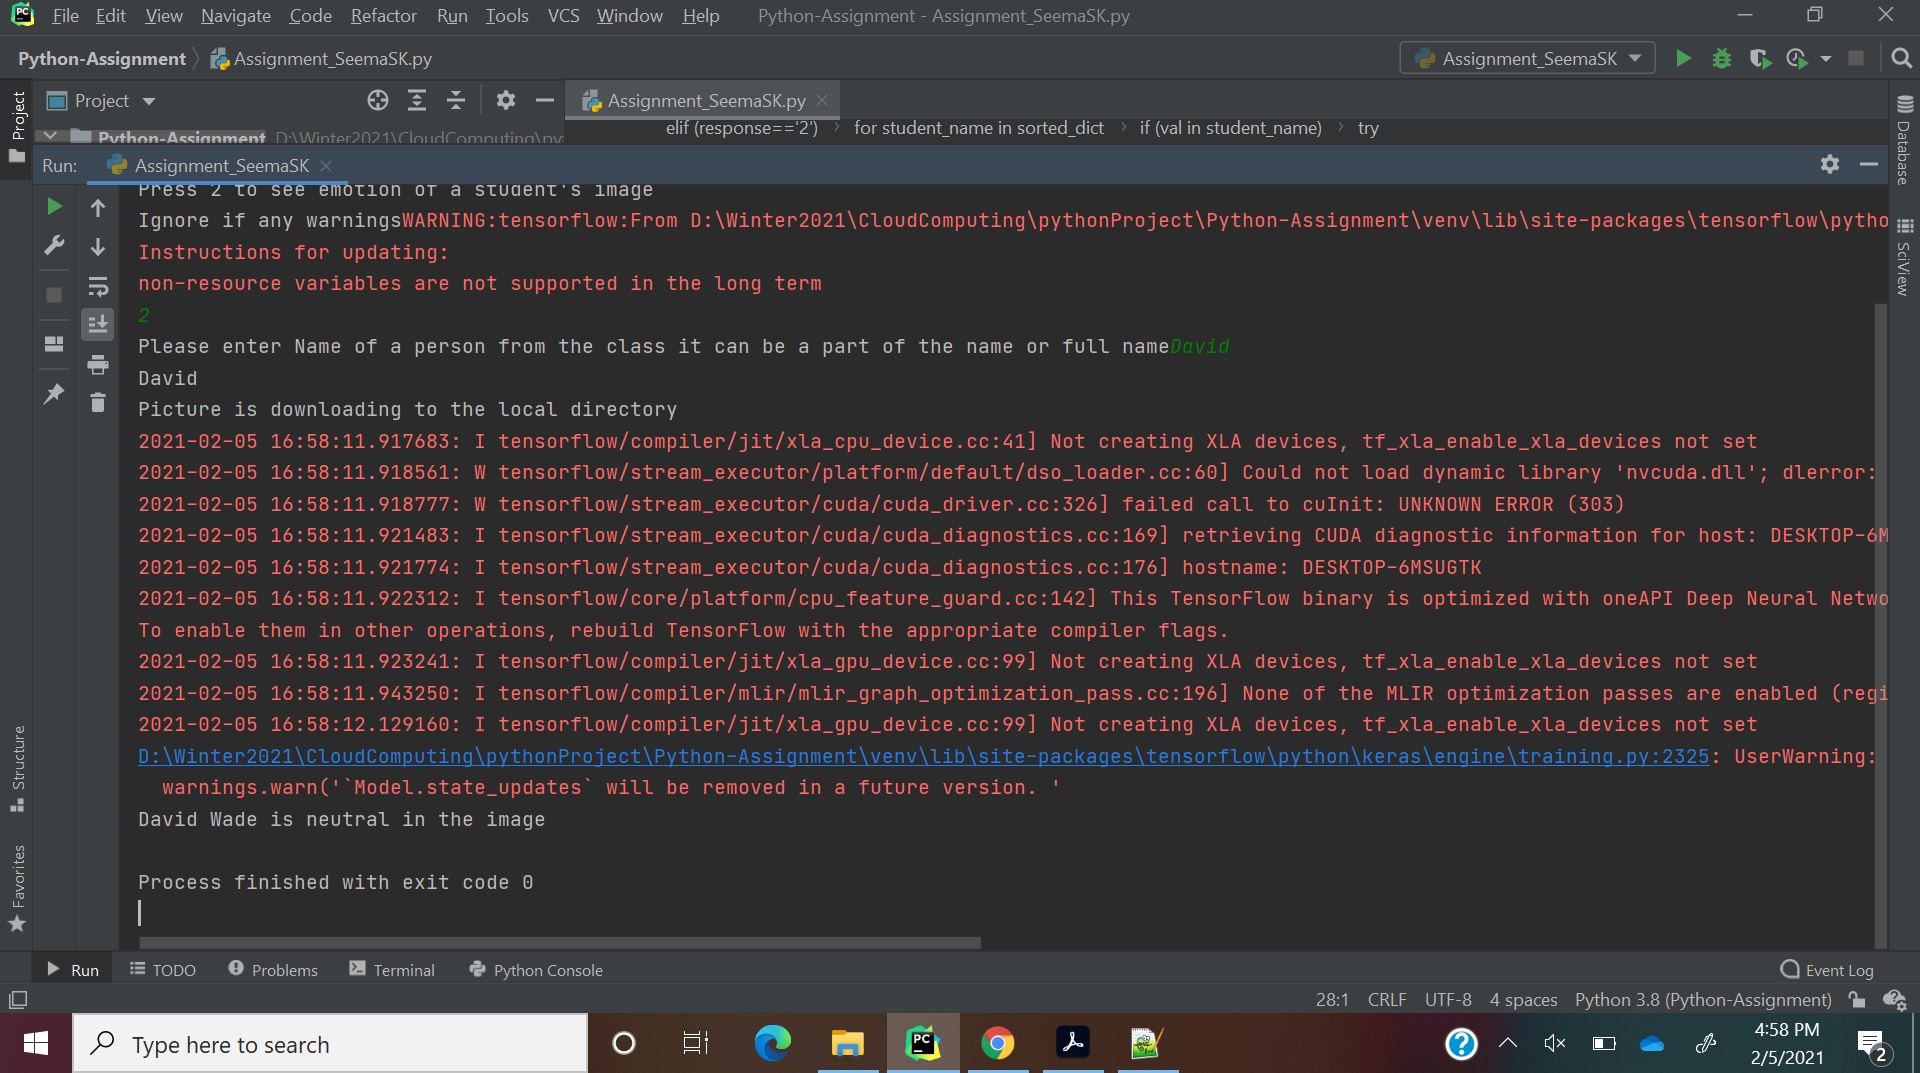 File Edit View Navigate Code Refactor Run Tools VCS Window Help Python-Assignment - Assignment_SeemaSK.py
Python-Assignment Assignment_SeemaSK.py Assignment_SeemaSK
Project Project Assignment_SeemaSK.py
Python-Assignment D:\Winter2021\CloudComputing\py
elif (response=='2') for student_name in sorted_dict if (val in student_name) try
Database
Run: Assignment_SeemaSK
Press 2 to see emotion of a student's image
Ignore if any warningsWARNING:tensorflow:From D:\Winter2021\CloudComputing\pythonProject\Python-Assignment\venv\lib\site-packages\tensorflow\pytho
Instructions for updating:
SciView
non-resource variables are not supported in the long term
2
Please enter Name of a person from the class it can be a part of the name or full nameDavid
David
Picture is downloading to the local directory
2021-02-05 16:58:11.917683: I tensorflow/compiler/jit/xla_cpu_device.cc:41] Not creating XLA devices, tf_xla_enable_xla_devices not set
2021-02-05 16:58:11.918561: W tensorflow/stream_executor/platform/default/dso_loader.cc:60] Could not load dynamic library 'nvcuda.dll'; dlerror:
2021-02-05 16:58:11.918777: W tensorflow/stream_executor/cuda/cuda_driver.cc:326] failed call to cuInit: UNKNOWN ERROR (303)
2021-02-05 16:58:11.921483: I tensorflow/stream_executor/cuda/cuda_diagnostics.cc:169] retrieving CUDA diagnostic information for host: DESKTOP-6M
2021-02-05 16:58:11.921774: I tensorflow/stream_executor/cuda/cuda_diagnostics.cc:176] hostname: DESKTOP-6MSUGTK
2021-02-05 16:58:11.922312: I tensorflow/core/platform/cpu_feature_guard.cc:142] This TensorFlow binary is optimized with oneAPI Deep Neural Netwo
To enable them in other operations, rebuild TensorFlow with the appropriate compiler flags.
2021-02-05 16:58:11.923241: I tensorflow/compiler/jit/xla_gpu_device.cc:99] Not creating XLA devices, tf_xla_enable_xla_devices not set
2021-02-05 16:58:11.943250: I tensorflow/compiler/mlir/mlir_graph_optimization_pass.cc:196] None of the MLIR optimization passes are enabled (regi
2021-02-05 16:58:12.129160: I tensorflow/compiler/jit/xla_gpu_device.cc:99] Not creating XLA devices, tf_xla_enable_xla_devices not set
D:\Winter2021\CloudComputing\pythonProject\Python-Assignment\venv\lib\site-packages\tensorflow\python\keras\engine\training.py:2325: UserWarning:
Structure
warnings.warn('`Model.state_updates` will be removed in a future version. '
David Wade is neutral in the image
Favorites
Process finished with exit code 0
Run TODO Problems Terminal Python Console Event Log
28:1 CRLF UTF-8 4 spaces Python 3.8 (Python-Assignment)
Type here to search
4:58 PM
2/5/2021
2